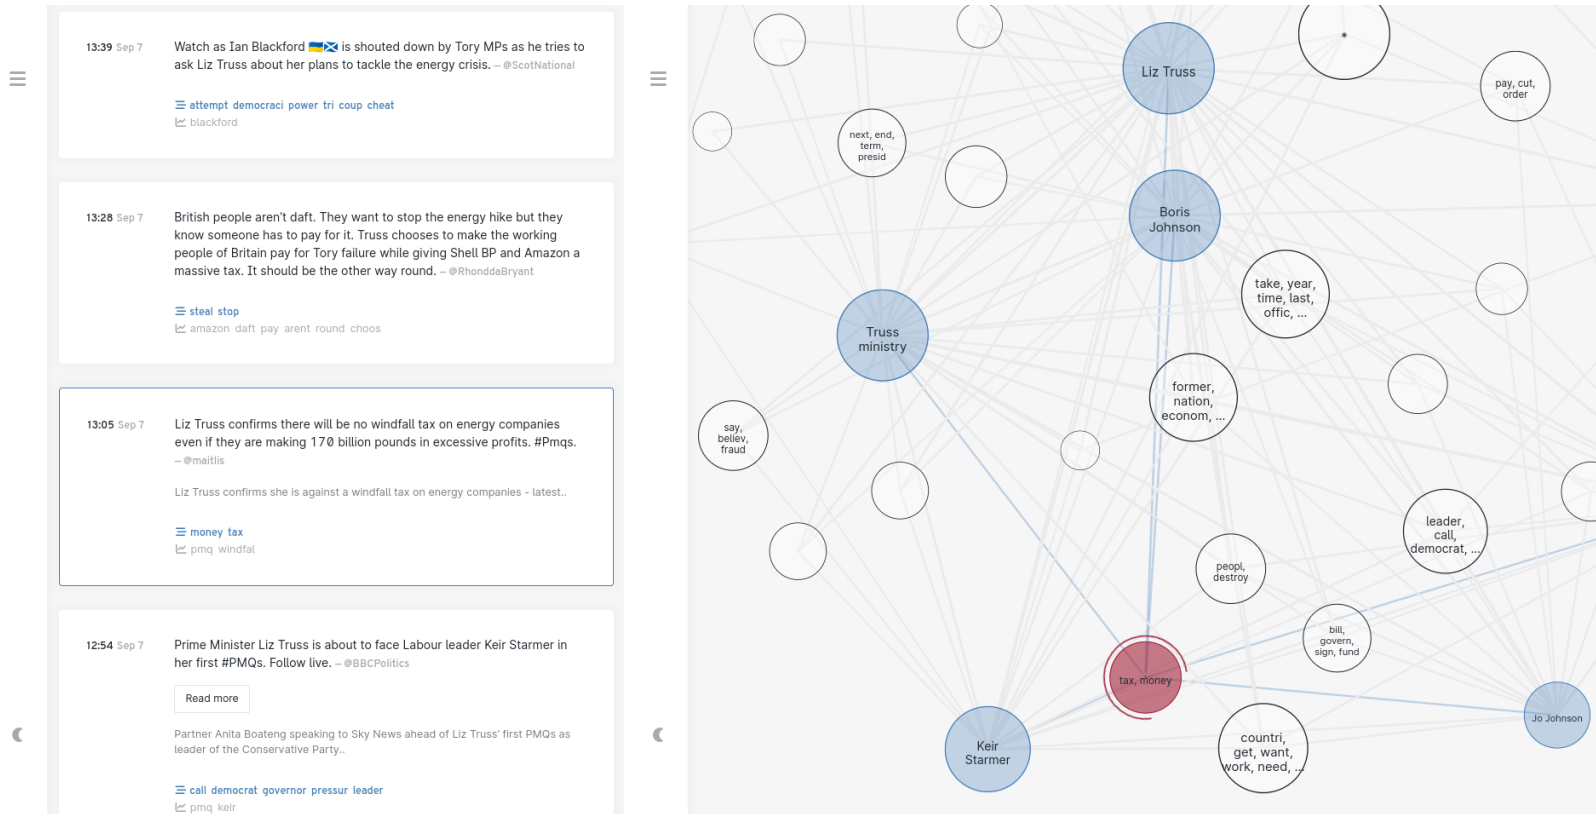 13:39 Sep 7
Watch as Ian Blackford 🇺🇦🏴󠁧󠁢󠁳󠁣󠁴󠁿 is shouted down by Tory MPs as he tries to
ask Liz Truss about her plans to tackle the energy crisis. – @ScotNational
attempt democraci power tri coup cheat
blackford
13:28 Sep 7
British people aren't daft. They want to stop the energy hike but they
know someone has to pay for it. Truss chooses to make the working
people of Britain pay for Tory failure while giving Shell BP and Amazon a
massive tax. It should be the other way round. – @RhonddaBryant
steal stop
amazon daft pay arent round choos
13:05 Sep 7
Liz Truss confirms there will be no windfall tax on energy companies
even if they are making 170 billion pounds in excessive profits. #Pmqs.
– @maitlis
Liz Truss confirms she is against a windfall tax on energy companies - latest..
money tax
pmq windfal
12:54 Sep 7
Prime Minister Liz Truss is about to face Labour leader Keir Starmer in
her first #PMQs. Follow live. – @BBCPolitics
Read more
Partner Anita Boateng speaking to Sky News ahead of Liz Truss' first PMQs as
leader of the Conservative Party..
call democrat governor pressur leader
pmq keir
*
Liz Truss
pay, cut,
order
next, end,
term,
presid
Boris
Johnson
take, year,
time, last,
offic, ...
Truss
ministry
former,
nation,
econom, ...
say,
believ,
fraud
leader,
call,
democrat, ...
peopl,
destroy
bill,
govern,
sign, fund
tax, money
Jo Johnson
Keir
Starmer
countri,
get, want,
work, need, ...